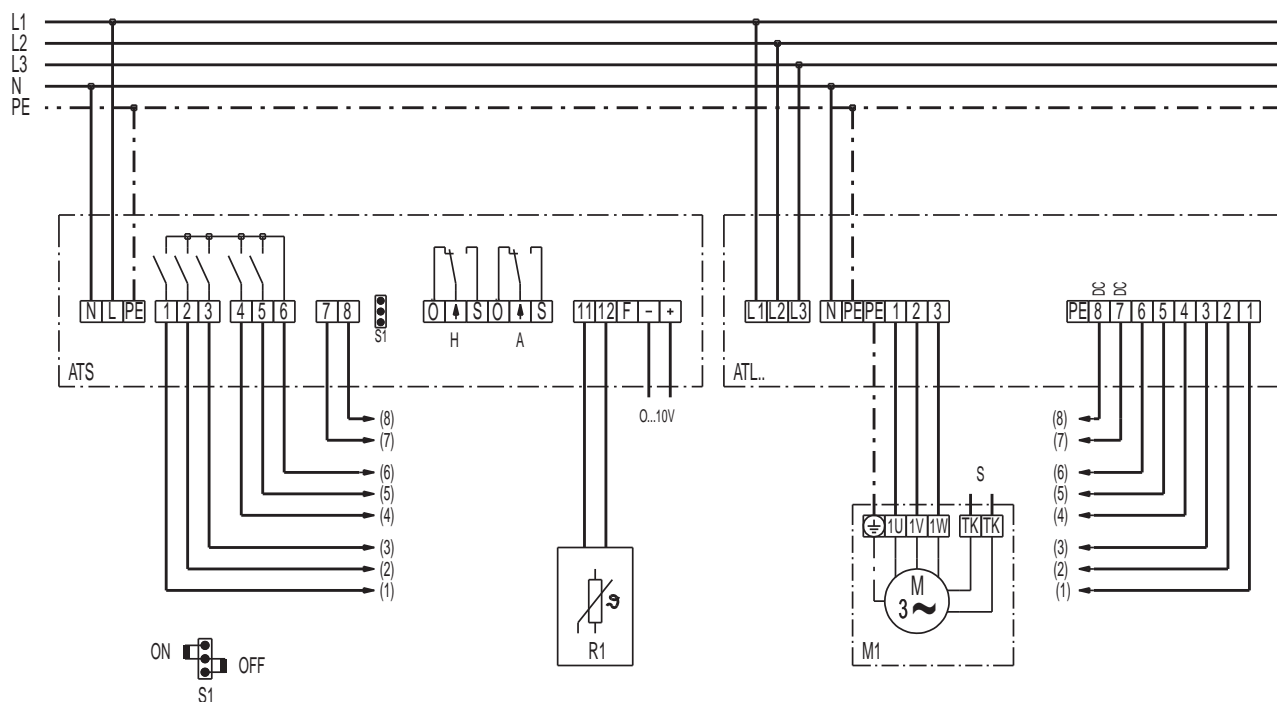 L1
L2
L3
N
PE
DC DC
N L PE 1 2 3 4 5 6 7 8 S1 Ö S Ö S 11 12 F − + L1 L2 L3 N PE PE 1 2 3 PE 8 7 6 5 4 3 2 1
H A
ATS ATL..
0...10V
(8) (8)
(7) (7)
(6) (6)
S
(5) (5)
(4) (4)
1U 1V 1W TK TK
(3) (3)
(2) (2)
(1) (1)
M
3 ~
ϑ
R1 M1
ON OFF
S1